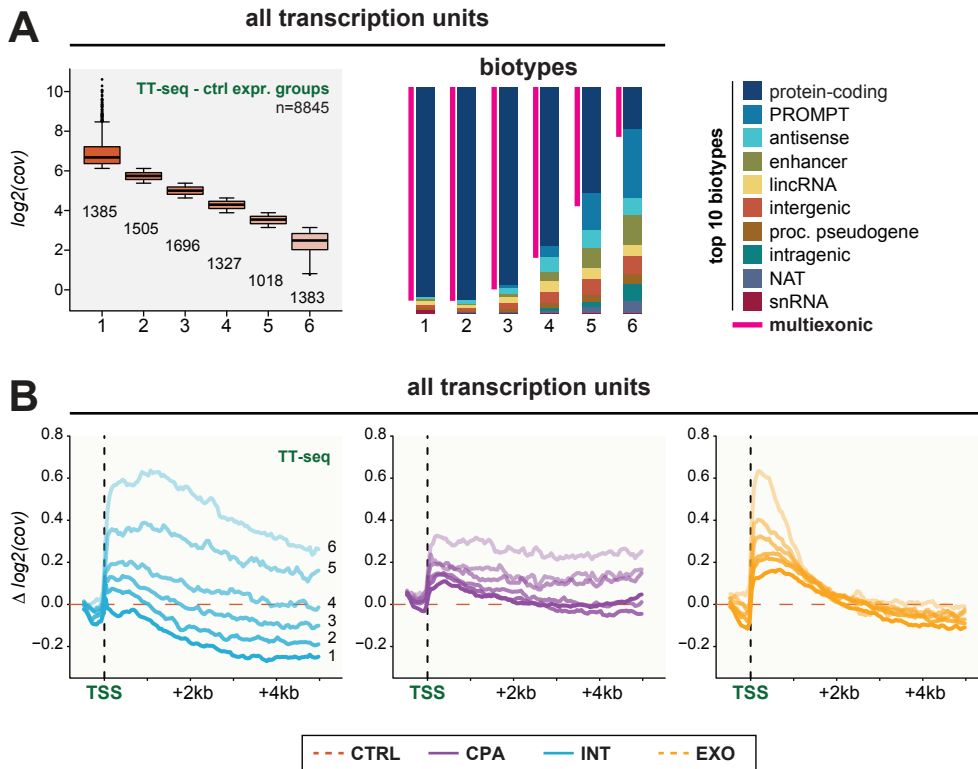 A
all transcription units
biotypes
TT-seq - ctrl expr. groups
n=8845
log2(cov)
10
8
6
4
2
0
1385
1505
1696
1327
1018
1383
1 2 3 4 5 6
1 2 3 4 5 6
top 10 biotypes
protein-coding
PROMPT
antisense
enhancer
lincRNA
intergenic
proc. pseudogene
intragenic
NAT
snRNA
multiexonic
B
all transcription units
Δ log2(cov)
0.8
0.6
0.4
0.2
0.0
−0.2
TT-seq
6
5
4
3
2
1
TSS +2kb +4kb
0.8
0.6
0.4
0.2
0.0
−0.2
TSS +2kb +4kb
0.8
0.6
0.4
0.2
0.0
−0.2
TSS +2kb +4kb
CTRL CPA INT EXO